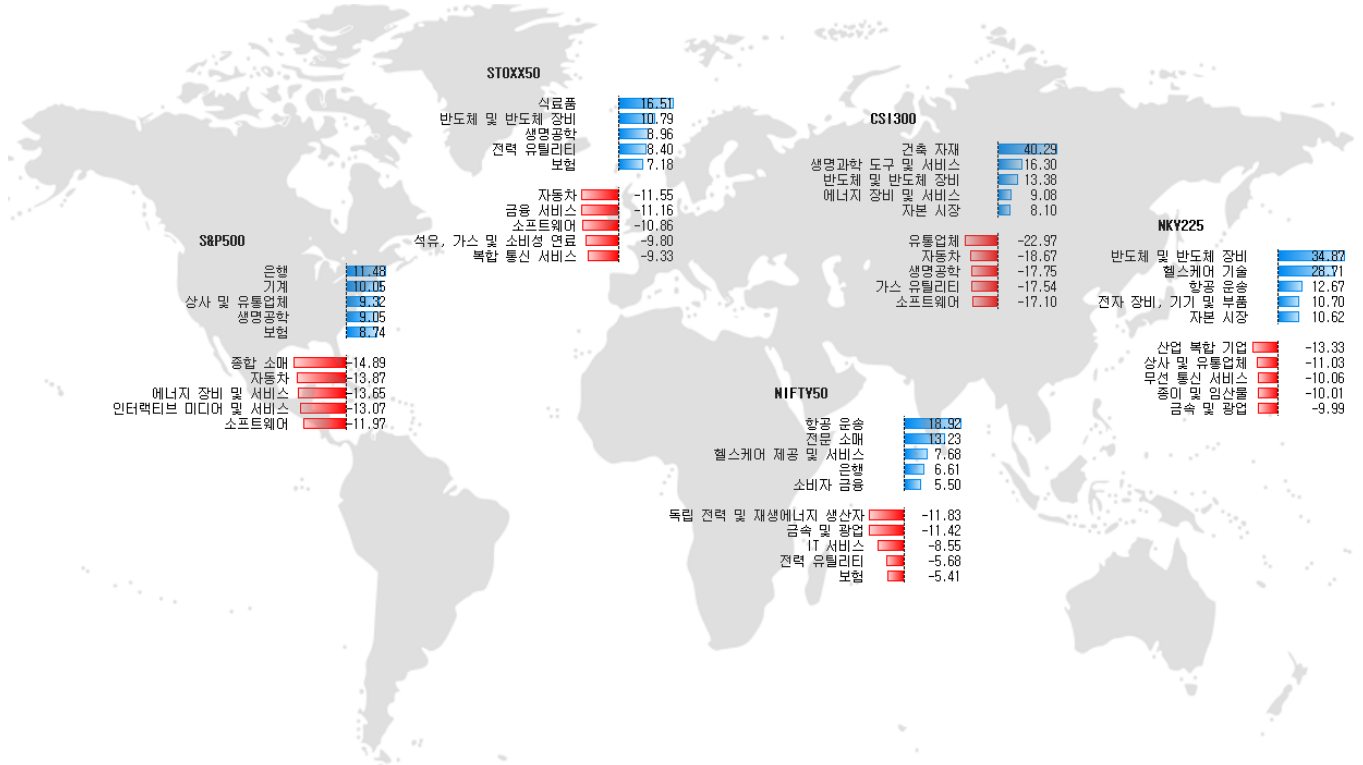 STOXX50
식료품 16.51
반도체 및 반도체 장비 10.79
생명공학 8.96
전력 유틸리티 8.40
보험 7.18
자동차 -11.55
금융 서비스 -11.16
소프트웨어 -10.86
석유, 가스 및 소비성 연료 -9.80
복합 통신 서비스 -9.33
CSI300
건축 자재 40.29
생명과학 도구 및 서비스 16.30
반도체 및 반도체 장비 13.38
에너지 장비 및 서비스 9.08
자본 시장 8.10
유통업체 -22.97
자동차 -18.67
생명공학 -17.75
가스 유틸리티 -17.54
소프트웨어 -17.10
NKY225
반도체 및 반도체 장비 34.87
헬스케어 기술 28.71
항공 운송 12.67
전자 장비, 기기 및 부품 10.70
자본 시장 10.62
산업 복합 기업 -13.33
상사 및 유통업체 -11.03
무선 통신 서비스 -10.06
종이 및 임산물 -10.01
금속 및 광업 -9.99
S&P500
은행 11.48
기계 10.05
상사 및 유통업체 9.32
생명공학 9.05
보험 8.74
종합 소매 -14.89
자동차 -13.87
에너지 장비 및 서비스 -13.65
인터랙티브 미디어 및 서비스 -13.07
소프트웨어 -11.97
NIFTY50
항공 운송 18.92
전문 소매 13.23
헬스케어 제공 및 서비스 7.68
은행 6.61
소비자 금융 5.50
독립 전력 및 재생에너지 생산자 -11.83
금속 및 광업 -11.42
IT 서비스 -8.55
전력 유틸리티 -5.68
보험 -5.41